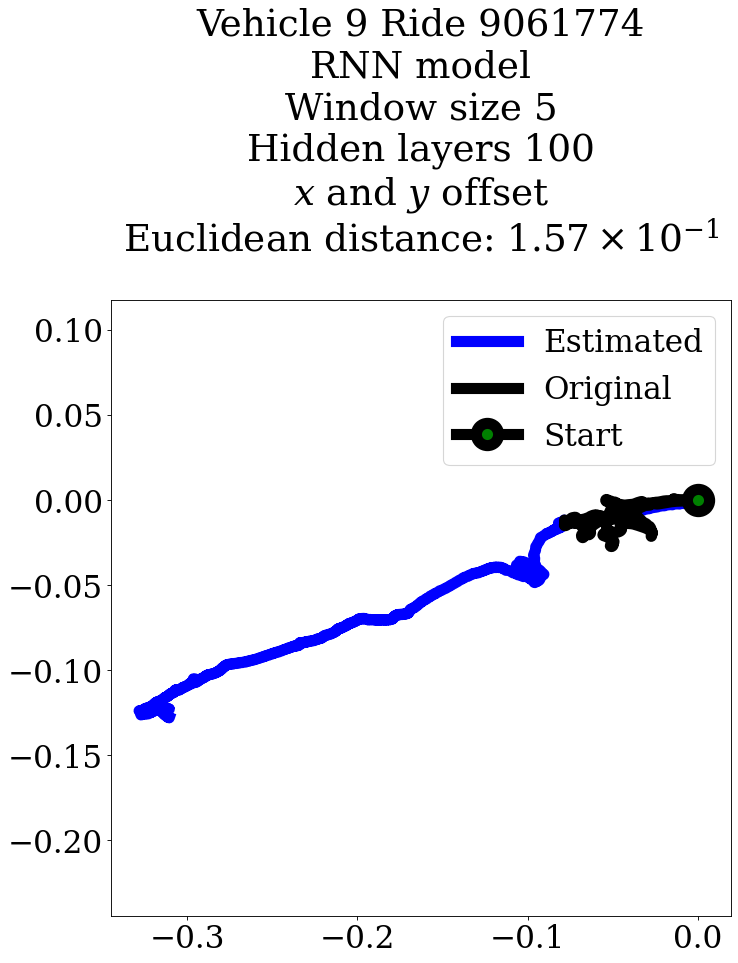 Vehicle 9 Ride 9061774
RNN model
Window size 5
Hidden layers 100
x and y offset
Euclidean distance: 1.57 × 10⁻¹
Estimated
Original
Start
0.10
0.05
0.00
−0.05
−0.10
−0.15
−0.20
−0.3
−0.2
−0.1
0.0